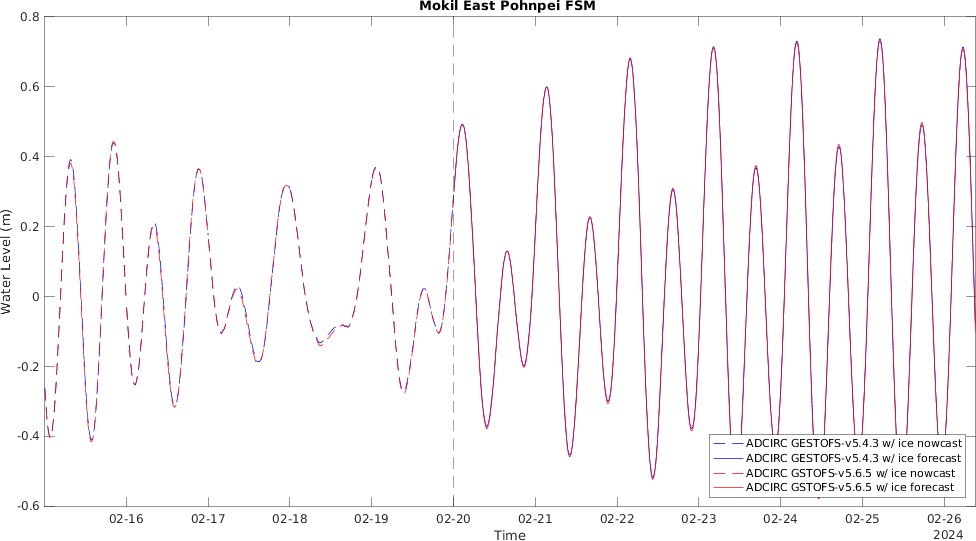 Mokil East Pohnpei FSM
0.8
0.6
0.4
0.2
0
-0.2
-0.4
-0.6
Water Level (m)
ADCIRC GESTOFS-v5.4.3 w/ ice nowcast
ADCIRC GSTOFS-v5.4.3 w/ ice forecast
ADCIRC GSTOFS-v5.6.5 w/ ice nowcast
ADCIRC GSTOFS-v5.6.5 w/ ice forecast
02-16 02-17 02-18 02-19 02-20 02-21 02-22 02-23 02-24 02-25 02-26
Time
2024